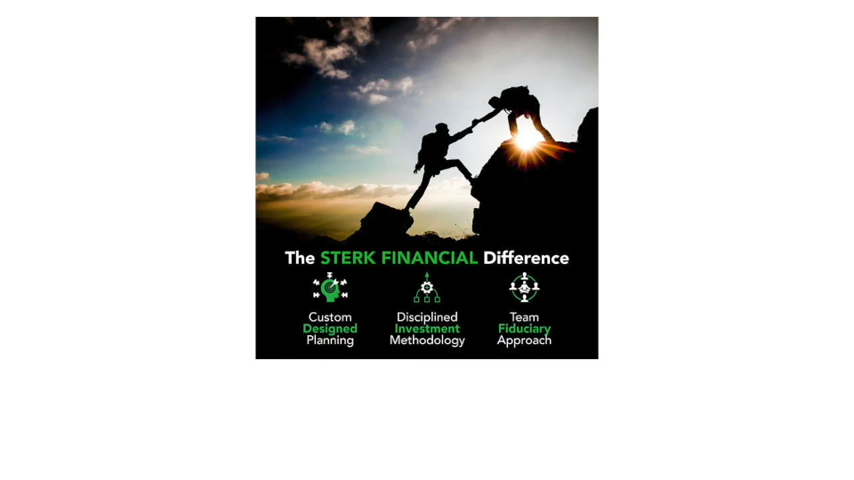 The STERK FINANCIAL Difference
Custom
Designed
Planning
Disciplined
Investment
Methodology
Team
Fiduciary
Approach